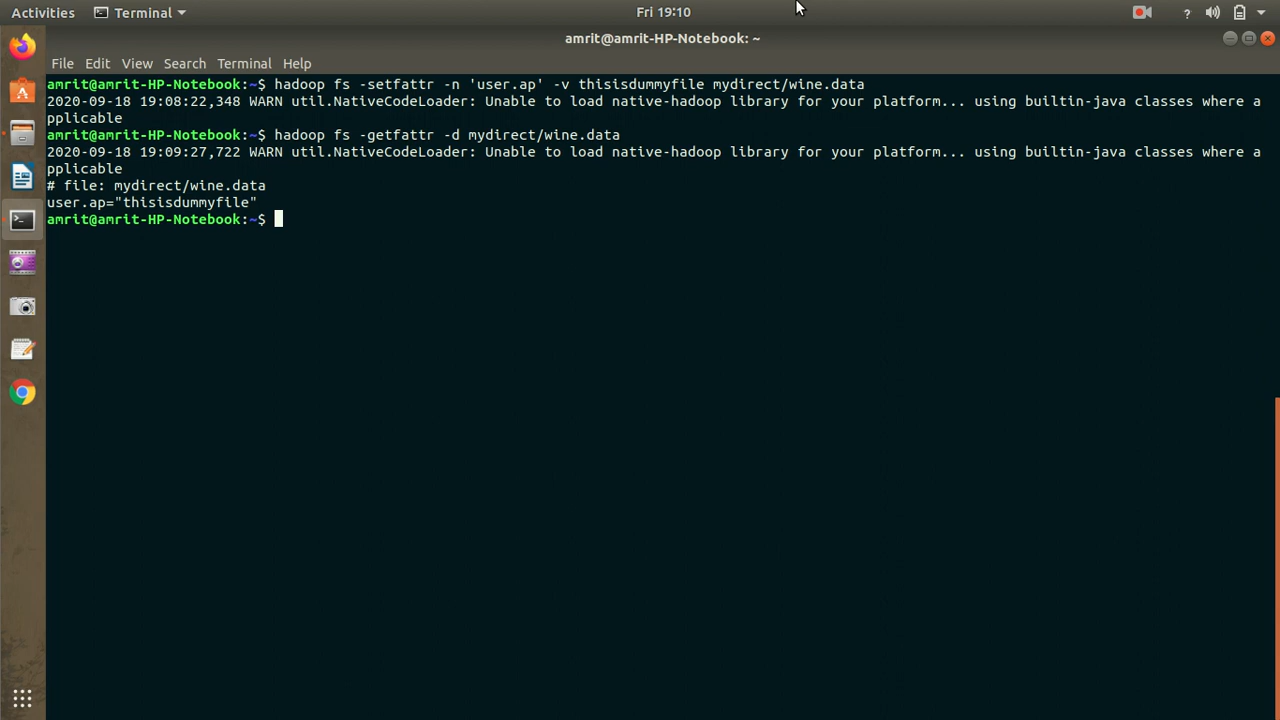 Activities Terminal Fri 19:10 ?
amrit@amrit-HP-Notebook: ~
File Edit View Search Terminal Help
amrit@amrit-HP-Notebook:~$ hadoop fs -setfattr -n 'user.ap' -v thisisdummyfile mydirect/wine.data
2020-09-18 19:08:22,348 WARN util.NativeCodeLoader: Unable to load native-hadoop library for your platform... using builtin-java classes where a
pplicable
amrit@amrit-HP-Notebook:~$ hadoop fs -getfattr -d mydirect/wine.data
2020-09-18 19:09:27,722 WARN util.NativeCodeLoader: Unable to load native-hadoop library for your platform... using builtin-java classes where a
pplicable
# file: mydirect/wine.data
user.ap="thisisdummyfile"
amrit@amrit-HP-Notebook:~$